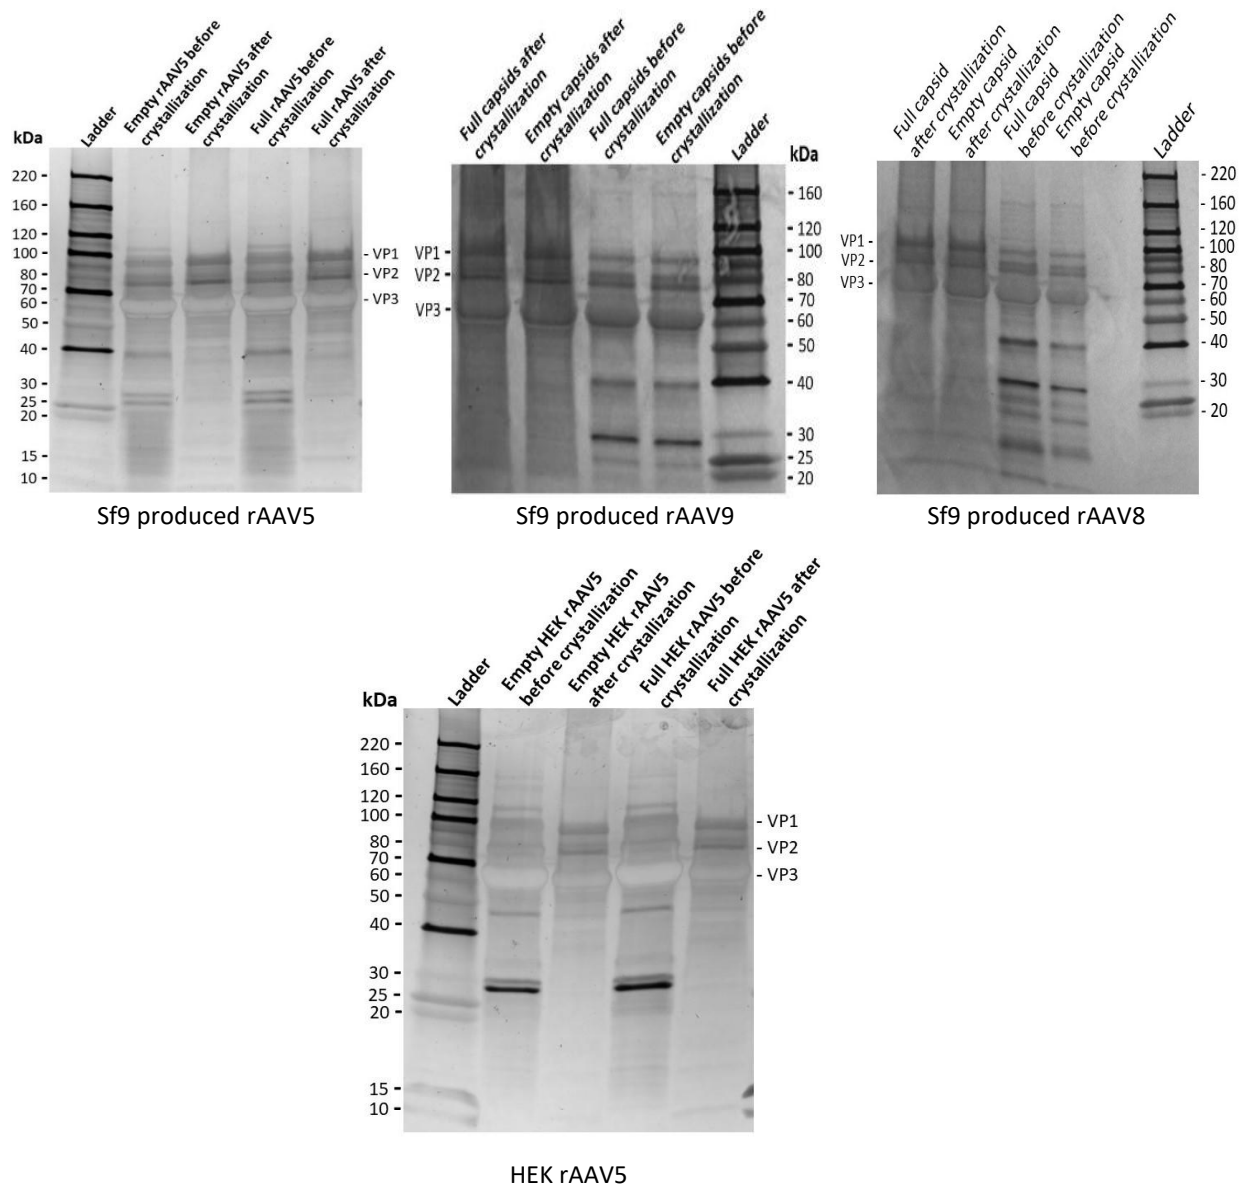 kDa
Ladder
Empty rAAV5 before
crystallization
Empty rAAV5 after
crystallization
Full rAAV5 before
crystallization
Full rAAV5 after
crystallization
220 -
160 -
120 -
100 -
80 -
70 -
60 -
50 -
40 -
30 -
25 -
20 -
15 -
10 -
- VP1
- VP2
- VP3
Sf9 produced rAAV5
Full capsids after
crystallization
Empty capsids after
crystallization
Full capsids before
crystallization
Empty capsids before
crystallization
Ladder
kDa
VP1 -
VP2 -
VP3 -
- 160
- 120
- 100
- 80
- 70
- 60
- 50
- 40
- 30
- 25
- 20
Sf9 produced rAAV9
Full capsid
after crystallization
Empty capsid
after crystallization
Full capsid
before crystallization
Empty capsid
before crystallization
Ladder
VP1 -
VP2 -
VP3 -
- 220
- 160
- 120
- 100
- 80
- 70
- 60
- 50
- 40
- 30
- 20
Sf9 produced rAAV8
kDa
Ladder
Empty HEK rAAV5
before crystallization
Empty HEK rAAV5
after crystallization
Full HEK rAAV5 before
crystallization
Full HEK rAAV5 after
crystallization
220 -
160 -
120 -
100 -
80 -
70 -
60 -
50 -
40 -
30 -
25 -
20 -
15 -
10 -
- VP1
- VP2
- VP3
HEK rAAV5